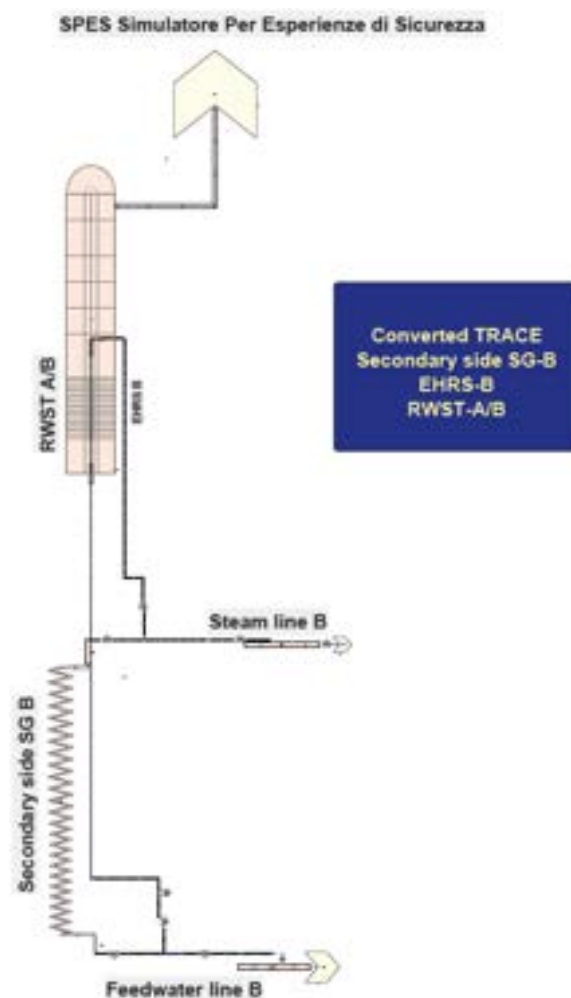 SPES Simulatore Per Esperienze di Sicurezza
RWST A/B
EHRS B
Converted TRACE
Secondary side SG-B
EHRS-B
RWST-A/B
Steam line B
Secondary side SG B
Feedwater line B